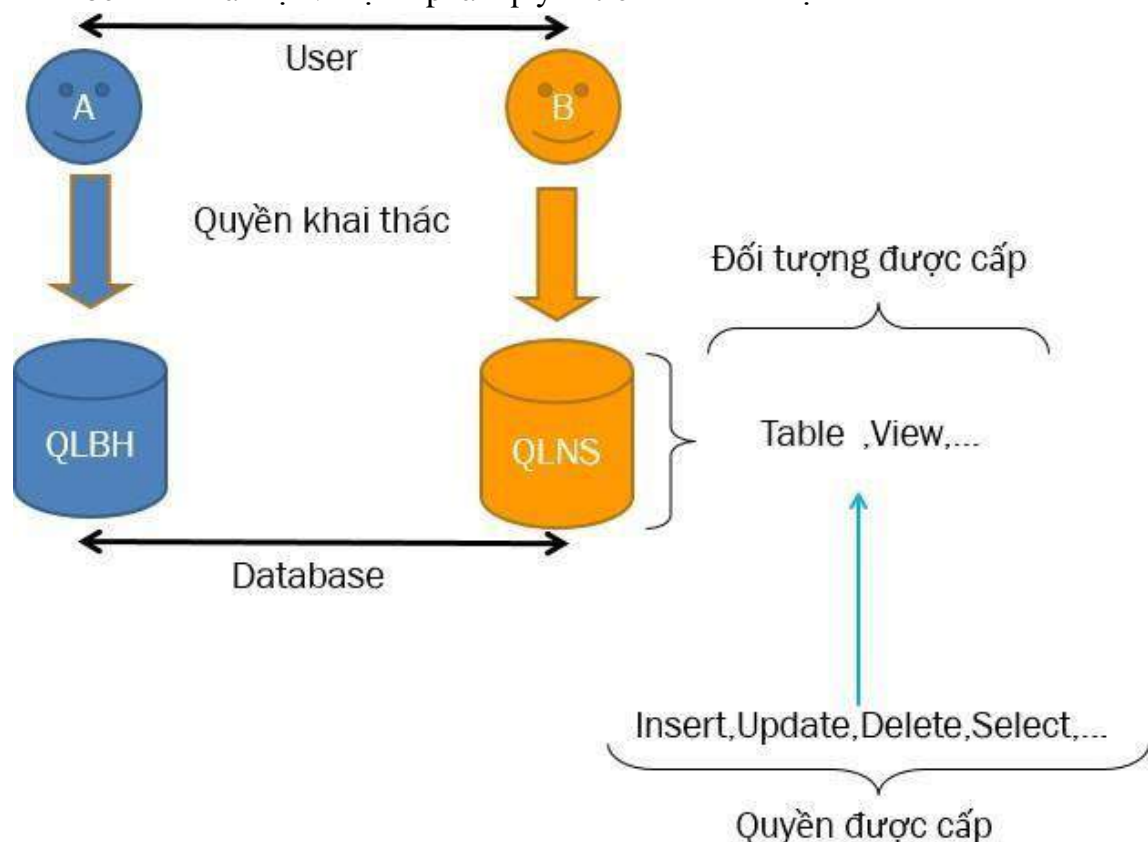 User
A
B
Quyền khai thác
Đối tượng được cấp
QLBH
QLNS
Table ,View,...
Database
Insert,Update,Delete,Select,...
Quyền được cấp